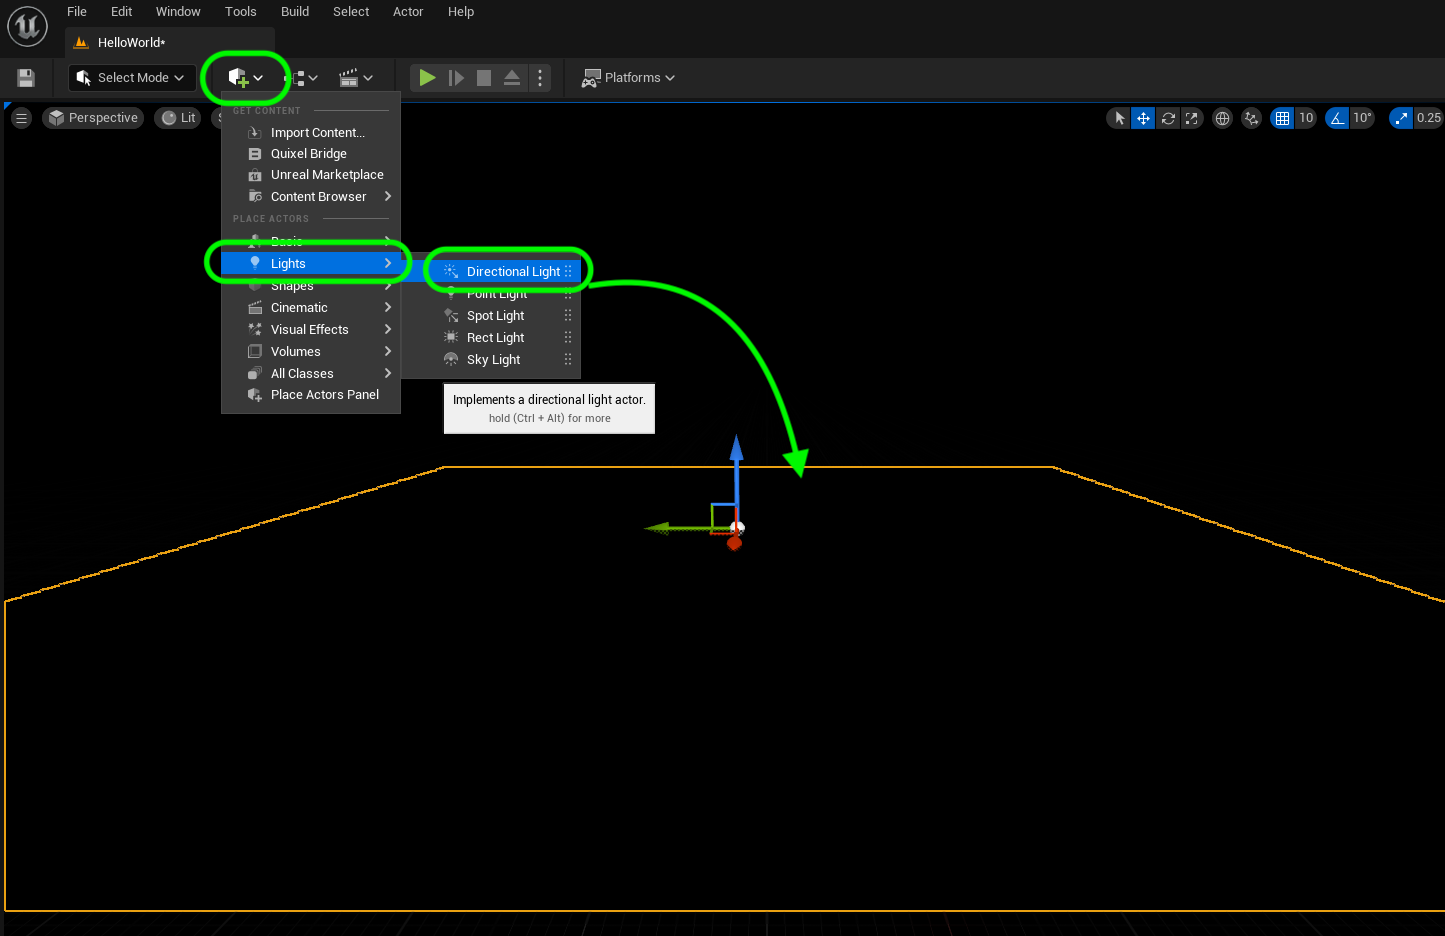 File Edit Window Tools Build Select Actor Help
HelloWorld*
Select Mode
Platforms
Perspective
Lit
10
10°
0.25
GET CONTENT
Import Content...
Quixel Bridge
Unreal Marketplace
Content Browser
PLACE ACTORS
Basic
Lights
Shapes
Cinematic
Visual Effects
Volumes
All Classes
Place Actors Panel
Directional Light
Point Light
Spot Light
Rect Light
Sky Light
Implements a directional light actor.
hold (Ctrl + Alt) for more